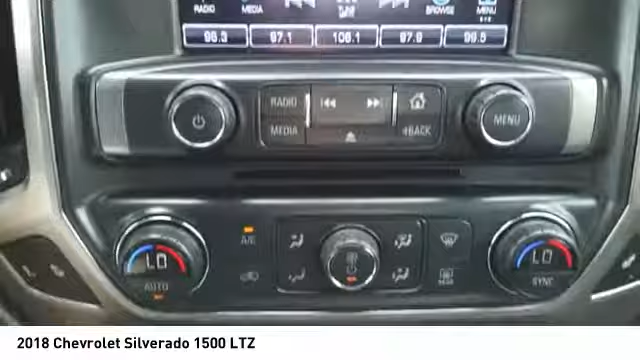 RADIO MEDIA BROWSE MENU
96.3 97.1 106.1 97.9 99.5
RADIO
MEDIA BACK
MENU
LO
AUTO
A/C
REAR
LO
SYNC
2018 Chevrolet Silverado 1500 LTZ